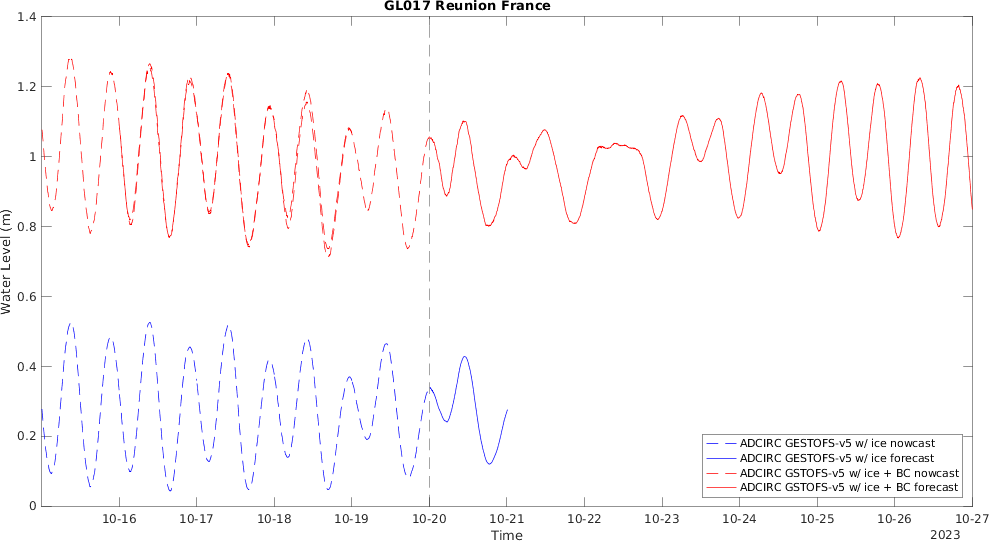 GL017 Reunion France
1.4
1.2
1
0.8
0.6
0.4
0.2
0
Water Level (m)
ADCIRC GESTOFS-v5 w/ ice nowcast
ADCIRC GESTOFS-v5 w/ ice forecast
ADCIRC GSTOFS-v5 w/ ice + BC nowcast
ADCIRC GSTOFS-v5 w/ ice + BC forecast
10-16 10-17 10-18 10-19 10-20 10-21 10-22 10-23 10-24 10-25 10-26 10-27
Time
2023